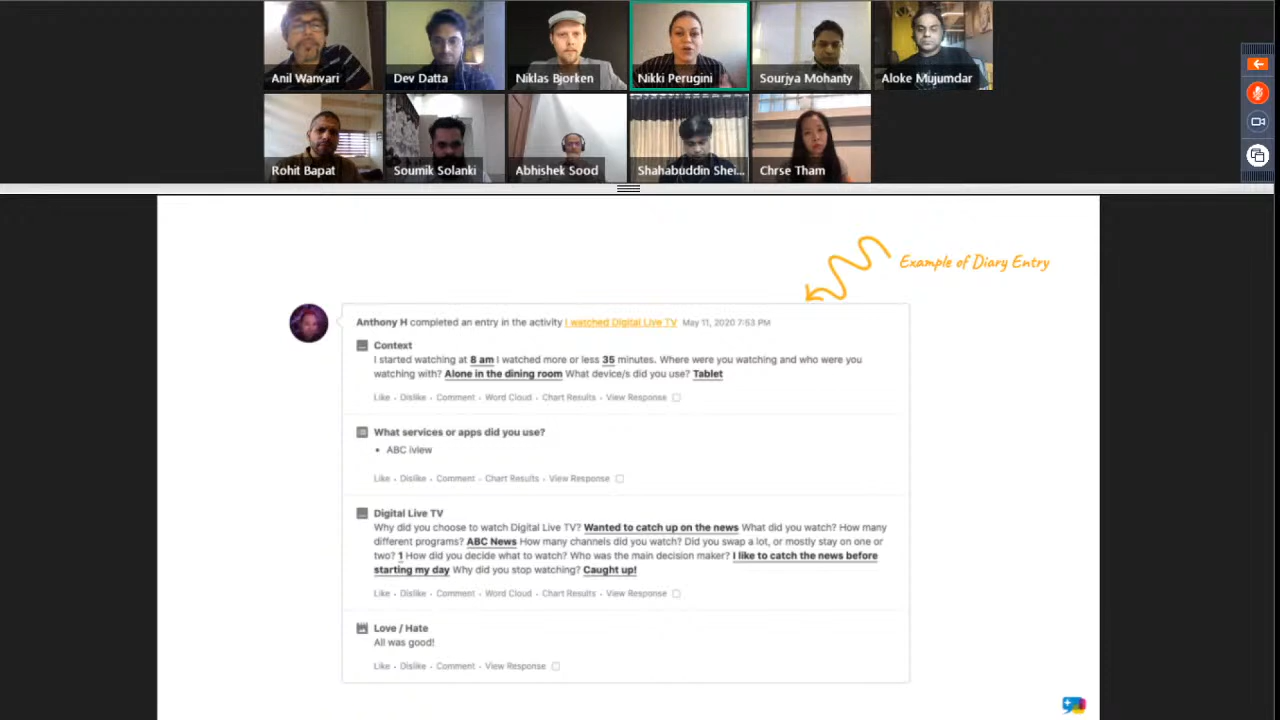 Anil Wanvari
Dev Datta
Niklas Bjorken
Nikki Perugini
Sourjya Mohanty
Aloke Mujumdar
Rohit Bapat
Soumik Solanki
Abhishek Sood
Shahabuddin Shei...
Chrse Tham
Example of Diary Entry
Anthony H completed an entry in the activity I watched Digital Live TV May 11, 2020 7:53 PM
Context
I started watching at 8 am I watched more or less 35 minutes. Where were you watching and who were you
watching with? Alone in the dining room What device/s did you use? Tablet
Like • Dislike • Comment • Word Cloud • Chart Results • View Response
What services or apps did you use?
• ABC iview
Like • Dislike • Comment • Chart Results • View Response
Digital Live TV
Why did you choose to watch Digital Live TV? Wanted to catch up on the news What did you watch? How many
different programs? ABC News How many channels did you watch? Did you swap a lot, or mostly stay on one or
two? 1 How did you decide what to watch? Who was the main decision maker? I like to catch the news before
starting my day Why did you stop watching? Caught up!
Like • Dislike • Comment • Word Cloud • Chart Results • View Response
Love / Hate
All was good!
Like • Dislike • Comment • View Response